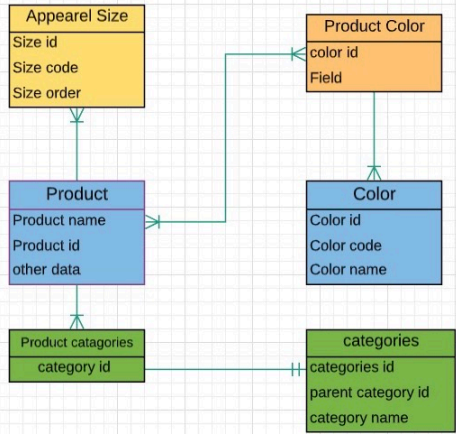 Appearel Size
Size id
Size code
Size order
Product Color
color id
Field
Product
Product name
Product id
other data
Color
Color id
Color code
Color name
Product catagories
category id
categories
categories id
parent category id
category name